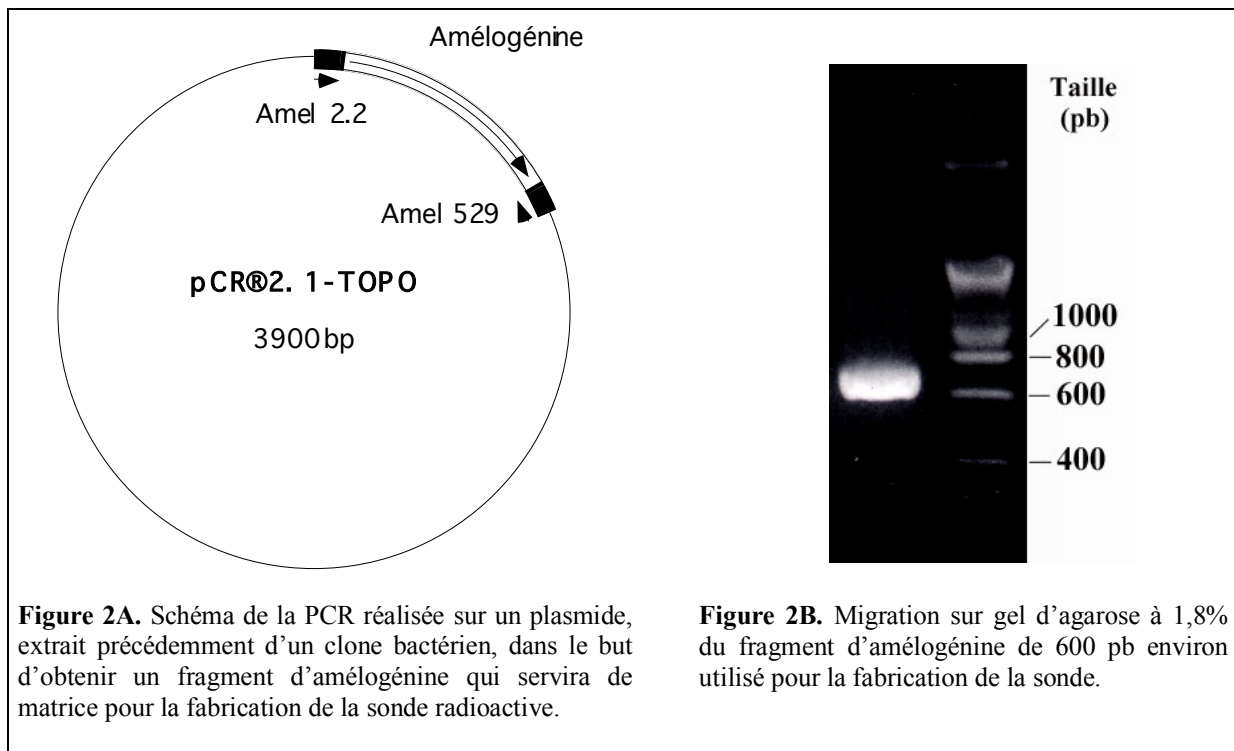 Amélogénine
Amel 2.2
Amel 529
pCR®2. 1-TOPO
3900bp
Taille
(pb)
1000
800
600
400
Figure 2A. Schéma de la PCR réalisée sur un plasmide,
extrait précédemment d'un clone bactérien, dans le but
d'obtenir un fragment d'amélogénine qui servira de
matrice pour la fabrication de la sonde radioactive.
Figure 2B. Migration sur gel d'agarose à 1,8%
du fragment d'amélogénine de 600 pb environ
utilisé pour la fabrication de la sonde.